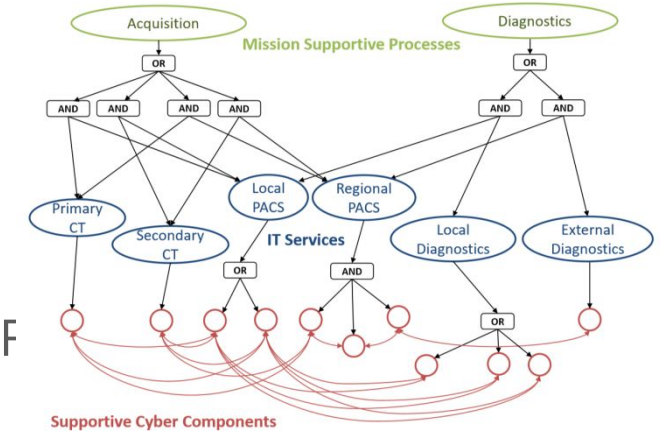 Acquisition
Diagnostics
Mission Supportive Processes
OR
OR
AND
AND
AND
AND
AND
AND
Local
PACS
Regional
PACS
Primary
CT
Secondary
CT
IT Services
Local
Diagnostics
External
Diagnostics
OR
AND
OR
F
Supportive Cyber Components